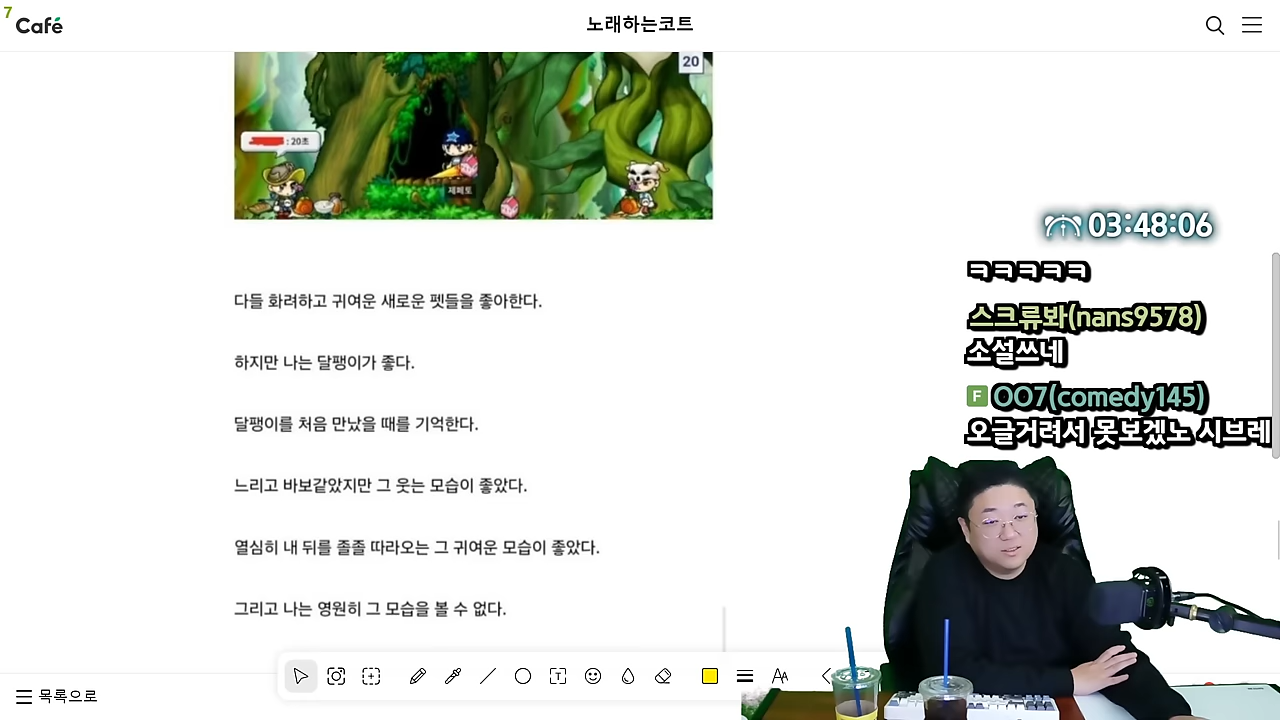 7
Café
노래하는코트
20
: 20초
제페토
03:48:06
ㅋㅋㅋㅋㅋ
스크류봐(nans9578)
소설쓰네
F OO7(comedy145)
오글거려서 못보겠노 시브레
다들 화려하고 귀여운 새로운 펫들을 좋아한다.
하지만 나는 달팽이가 좋다.
달팽이를 처음 만났을 때를 기억한다.
느리고 바보같았지만 그 웃는 모습이 좋았다.
열심히 내 뒤를 졸졸 따라오는 그 귀여운 모습이 좋았다.
그리고 나는 영원히 그 모습을 볼 수 없다.
목록으로